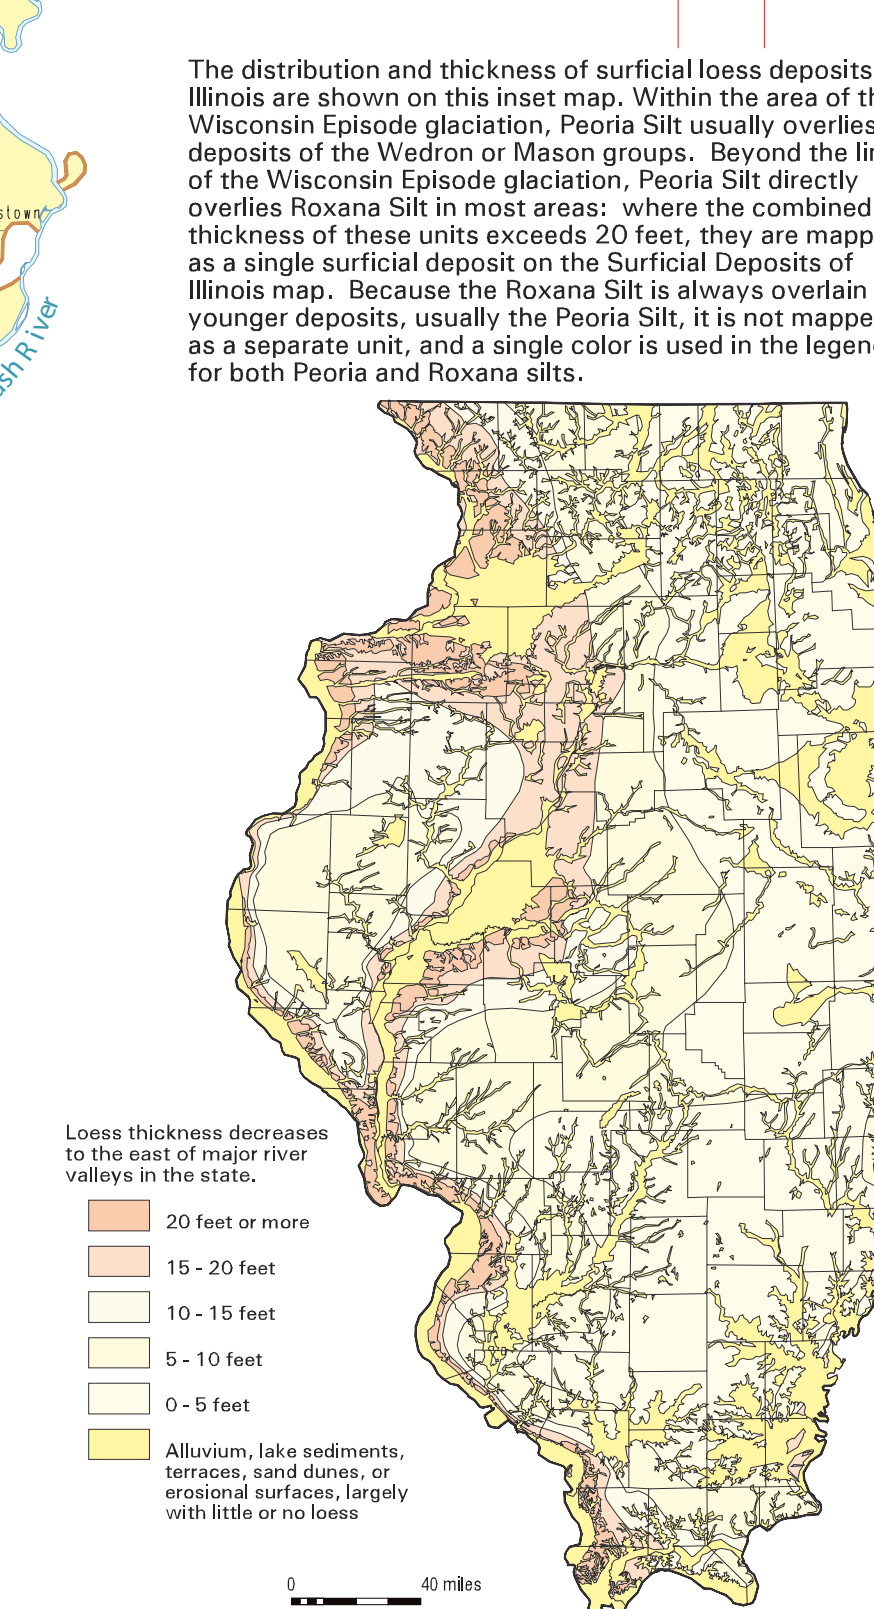 The distribution and thickness of surficial loess deposits
Illinois are shown on this inset map. Within the area of th
Wisconsin Episode glaciation, Peoria Silt usually overlies
deposits of the Wedron or Mason groups. Beyond the lim
of the Wisconsin Episode glaciation, Peoria Silt directly
overlies Roxana Silt in most areas: where the combined
thickness of these units exceeds 20 feet, they are mapp
as a single surficial deposit on the Surficial Deposits of
Illinois map. Because the Roxana Silt is always overlain
younger deposits, usually the Peoria Silt, it is not mappe
as a separate unit, and a single color is used in the legen
for both Peoria and Roxana silts.
stown
ash River
Loess thickness decreases
to the east of major river
valleys in the state.
20 feet or more
15 - 20 feet
10 - 15 feet
5 - 10 feet
0 - 5 feet
Alluvium, lake sediments,
terraces, sand dunes, or
erosional surfaces, largely
with little or no loess
0 40 miles